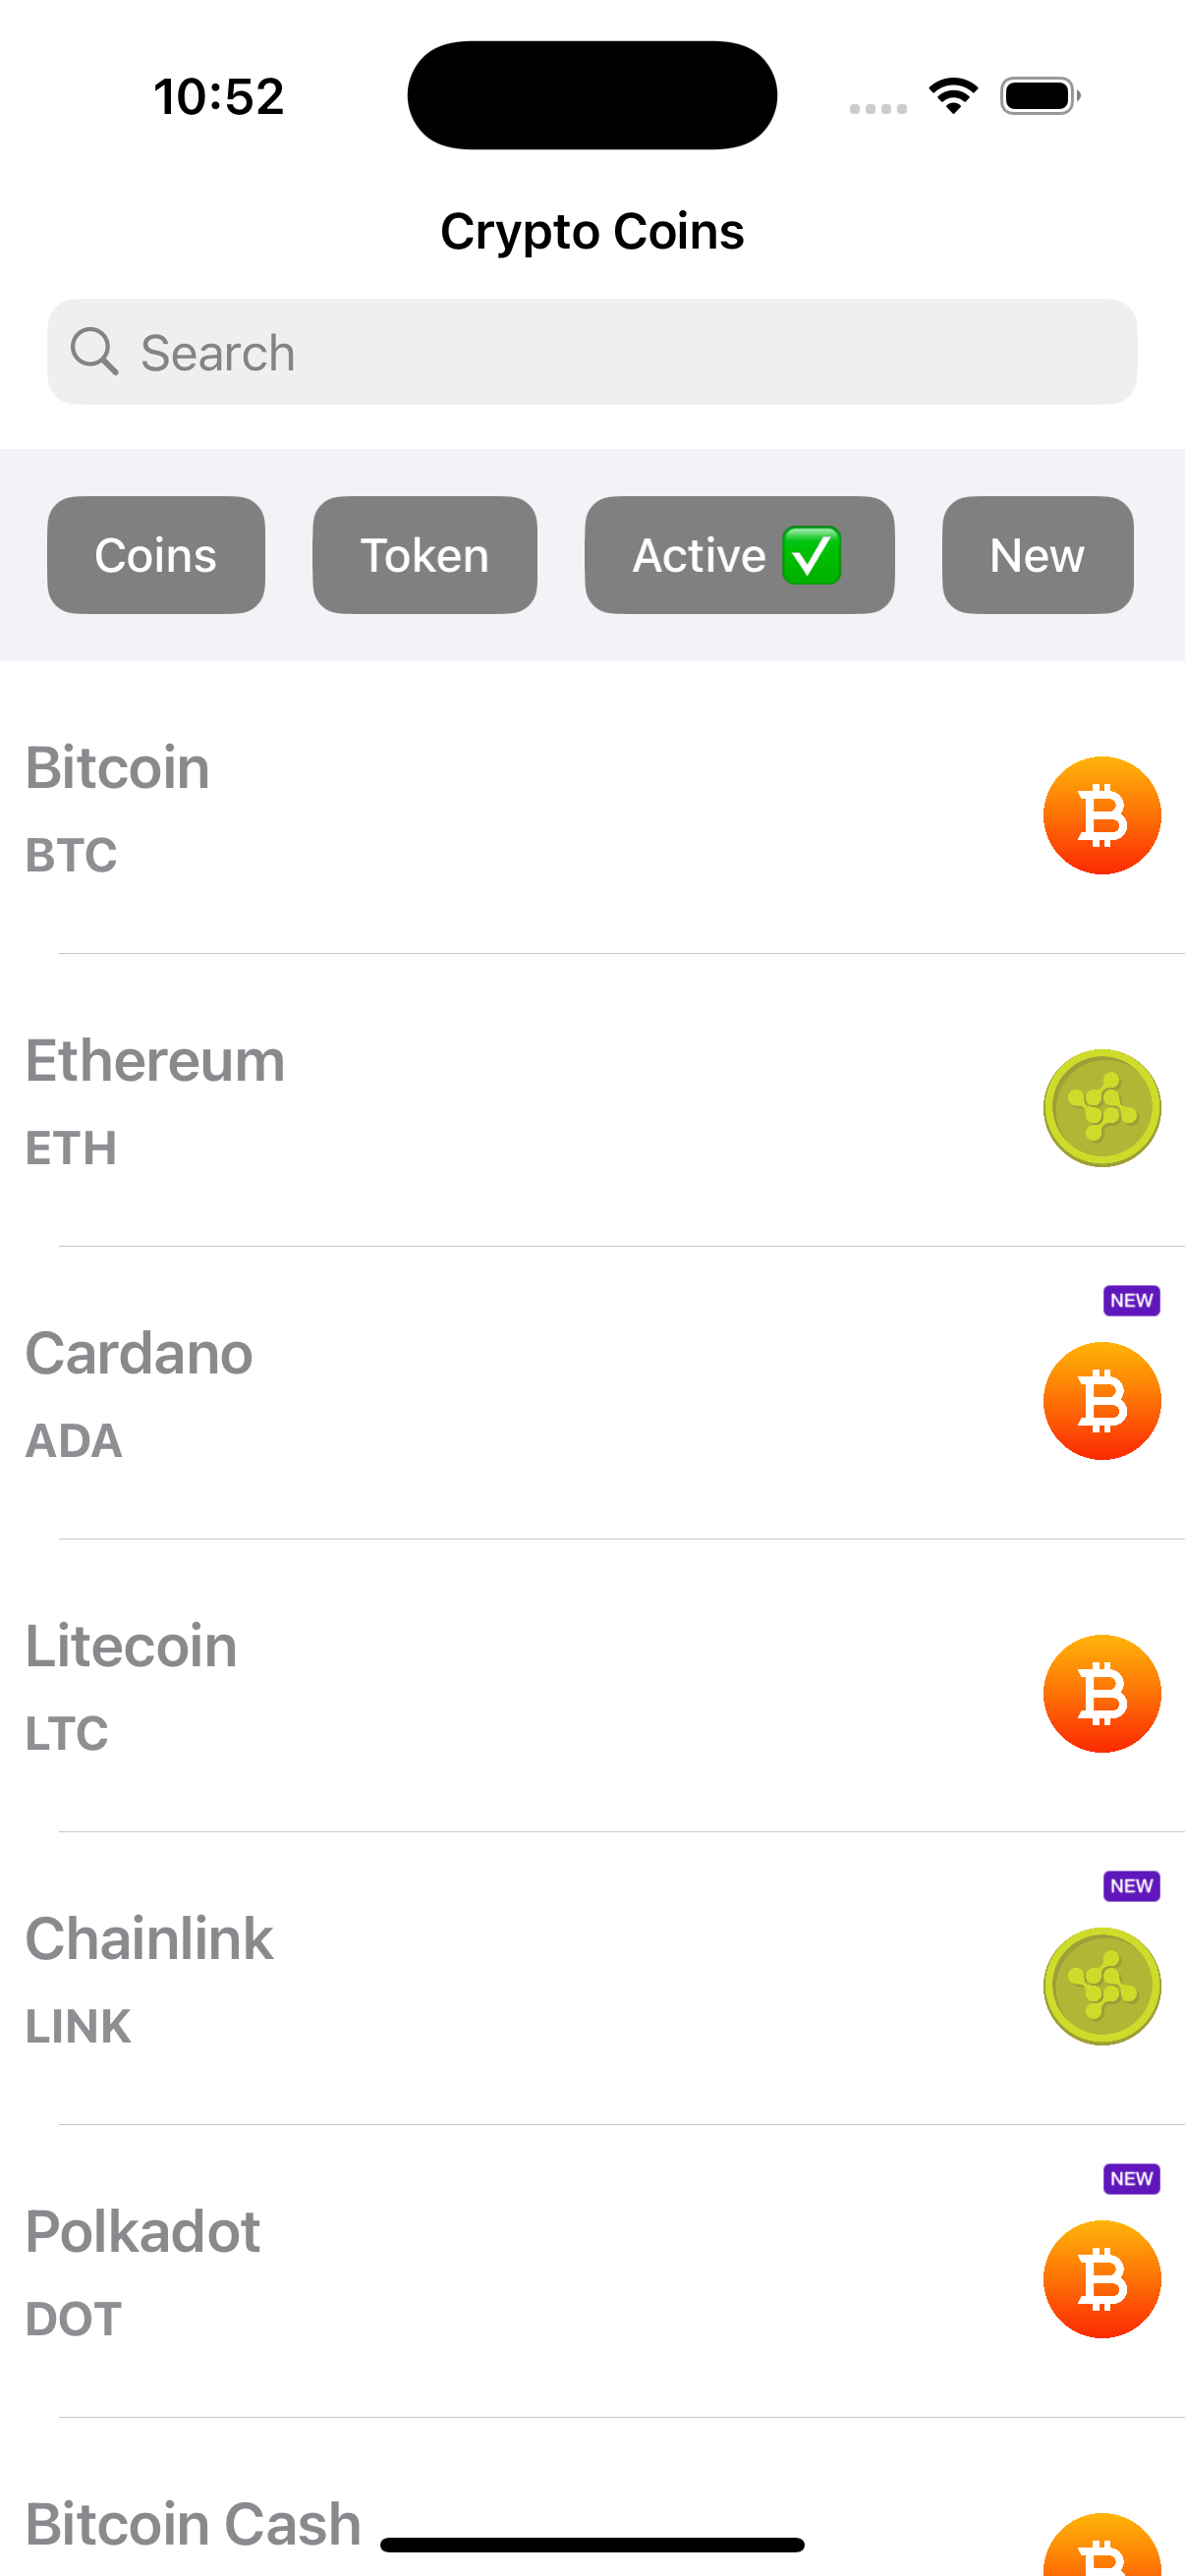 10:52
Crypto Coins
Search
Coins Token Active ✅ New
Bitcoin
BTC
Ethereum
ETH
NEW
Cardano
ADA
Litecoin
LTC
NEW
Chainlink
LINK
NEW
Polkadot
DOT
Bitcoin Cash